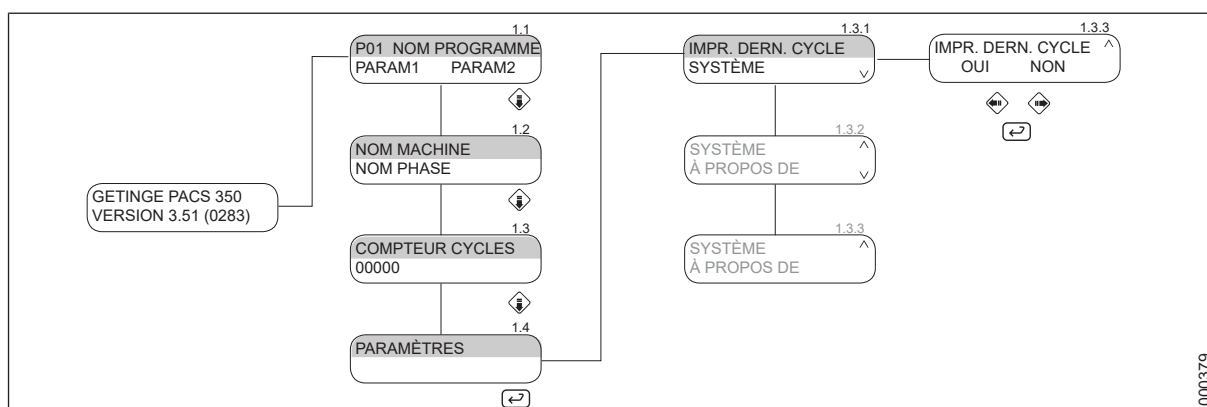 GETINGE PACS 350
VERSION 3.51 (0283)
1.1
P01 NOM PROGRAMME
PARAM1 PARAM2
1.2
NOM MACHINE
NOM PHASE
1.3
COMPTEUR CYCLES
00000
1.4
PARAMÈTRES
1.3.1
IMPR. DERN. CYCLE
SYSTÈME
1.3.2
SYSTÈME
À PROPOS DE
1.3.3
SYSTÈME
À PROPOS DE
1.3.3
IMPR. DERN. CYCLE
OUI NON
000379